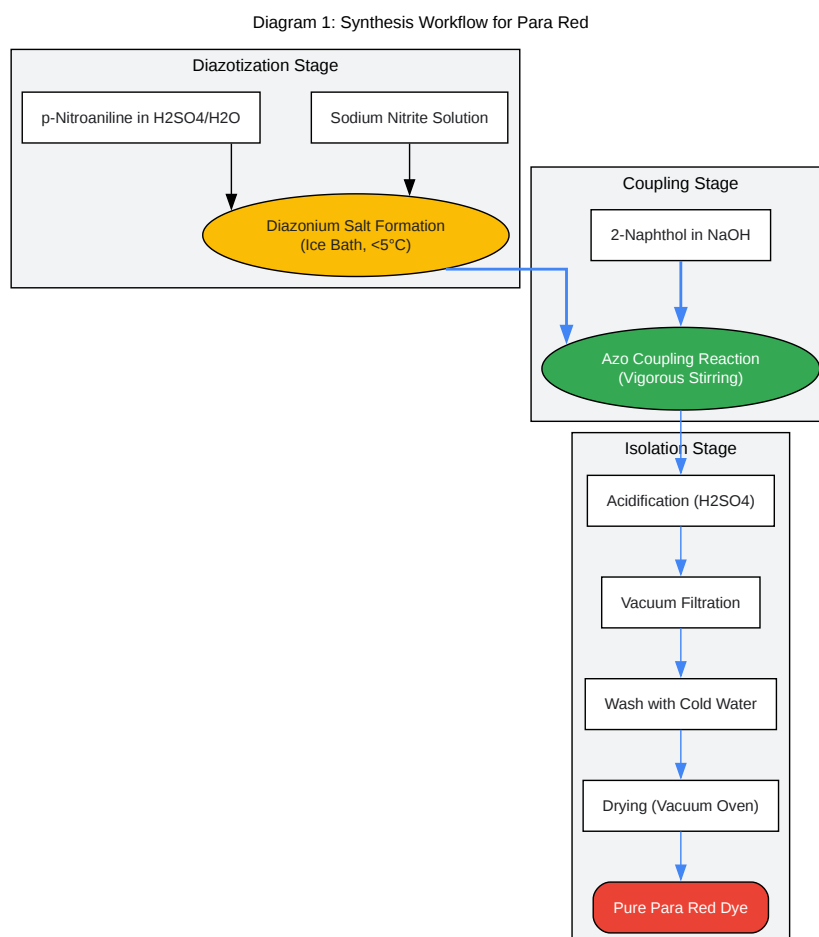 Diagram 1: Synthesis Workflow for Para Red
Diazotization Stage
p-Nitroaniline in H2SO4/H2O
Sodium Nitrite Solution
Diazonium Salt Formation
(Ice Bath, <5°C)
Coupling Stage
2-Naphthol in NaOH
Azo Coupling Reaction
(Vigorous Stirring)
Isolation Stage
Acidification (H2SO4)
Vacuum Filtration
Wash with Cold Water
Drying (Vacuum Oven)
Pure Para Red Dye